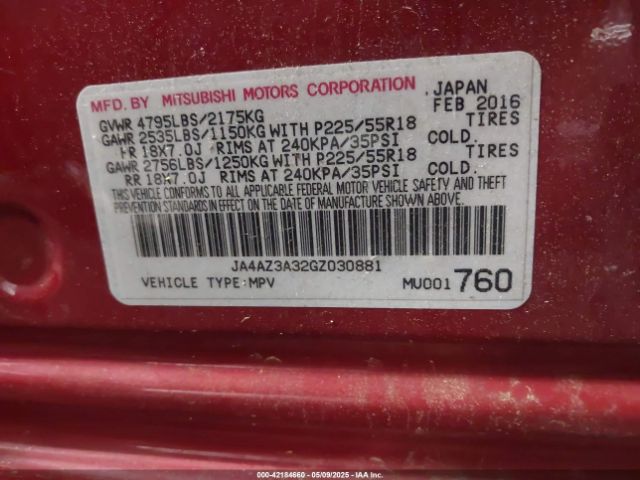 MFD. BY MITSUBISHI MOTORS CORPORATION , JAPAN
GVWR 4795LBS/2175KG FEB 2016
GAWR 2535LBS/1150KG WITH P225/55R18 TIRES
FR 18X7.0J RIMS AT 240KPA/35PSI COLD.
GAWR 2756LBS/1250KG WITH P225/55R18 TIRES
RR 18X7.0J RIMS AT 240KPA/35PSI COLD.
THIS VEHICLE CONFORMS TO ALL APPLICABLE FEDERAL MOTOR VEHICLE SAFETY AND THEFT
PREVENTION STANDARDS IN EFFECT ON THE DATE OF MANUFACTURE SHOWN ABOVE.
JA4AZ3A32GZ030881
VEHICLE TYPE:MPV MU001 760
000-42184660 | 05/09/2025 | IAAI.COM